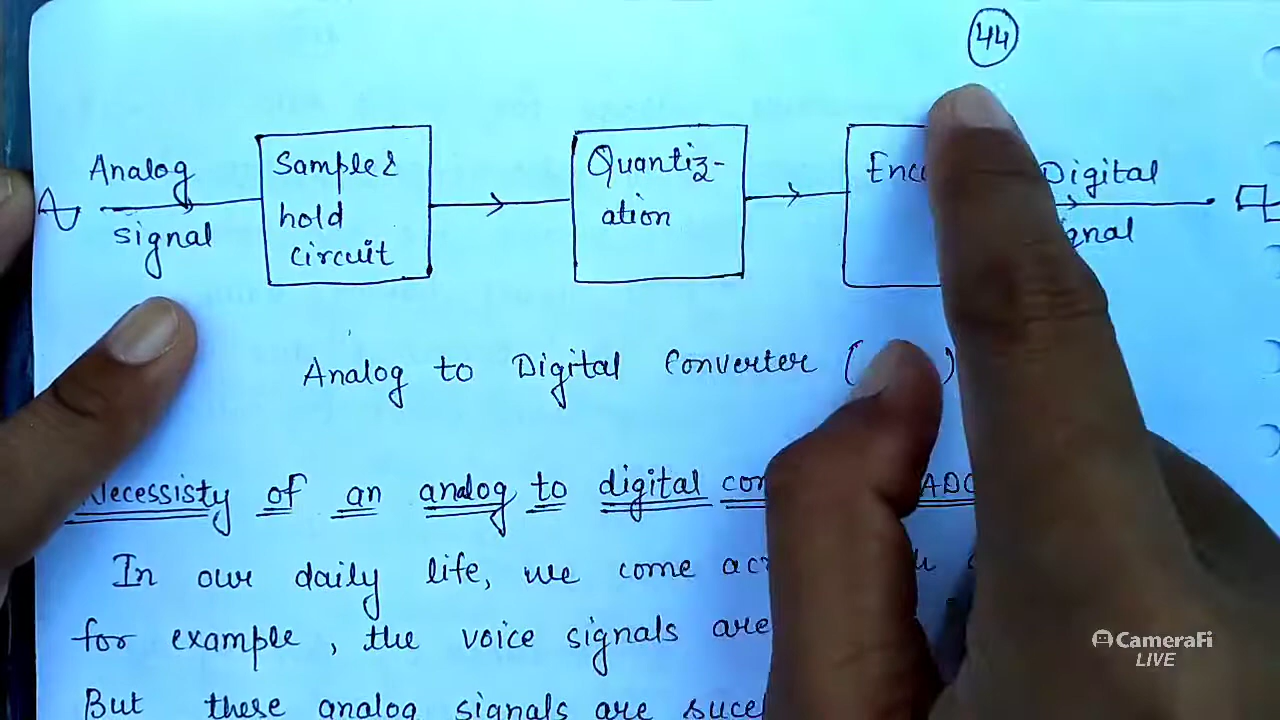 44
Analog
signal
Sample &
hold
circuit
Quantiz-
ation
Digital
Analog to Digital Converter (
)
Necessisty of an analog to digital
In our daily life, we come
for example, the voice signals are
But these analog signals are
CameraFi
LIVE